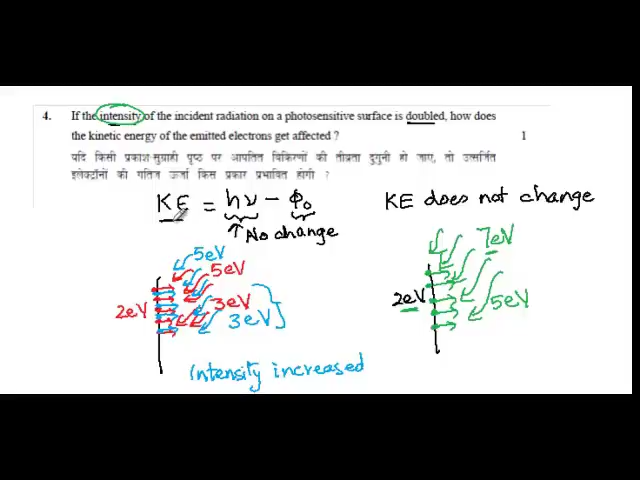 4. If the intensity of the incident radiation on a photosensitive surface is doubled, how does
the kinetic energy of the emitted electrons get affected ? 1
यदि किसी प्रकाश-सुग्राही पृष्ठ पर आपतित विकिरणों की तीव्रता दुगुनी हो जाए, तो उत्सर्जित
इलेक्ट्रॉनों की गतिज ऊर्जा किस प्रकार प्रभावित होगी ?
KE = hν − ϕ₀
No change
KE does not change
5eV
5eV
2eV
3eV
3eV
Intensity increased
7eV
2eV
5eV